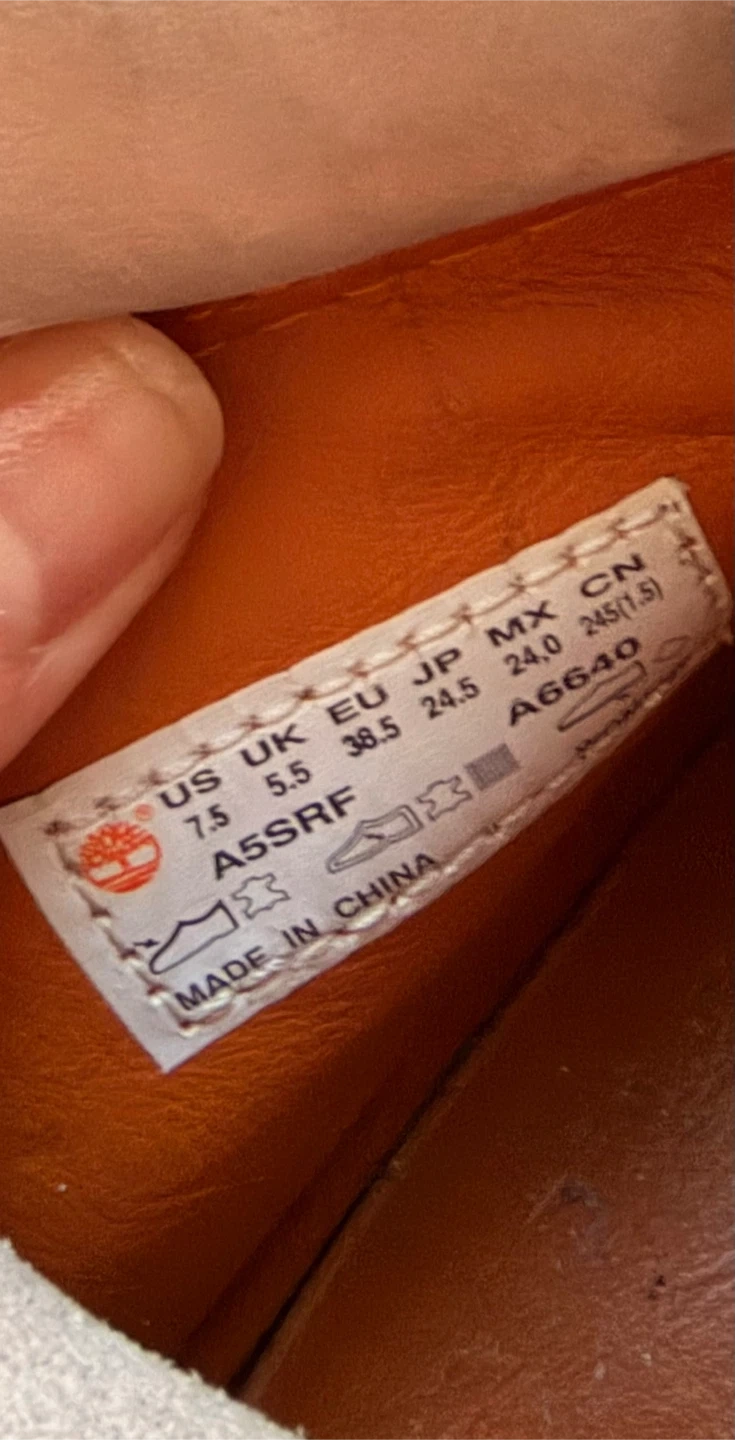 ®
US UK EU JP MX CN
7.5 5.5 38.5 24.5 24,0 245(1.5)
A5SRF A6640
MADE IN CHINA